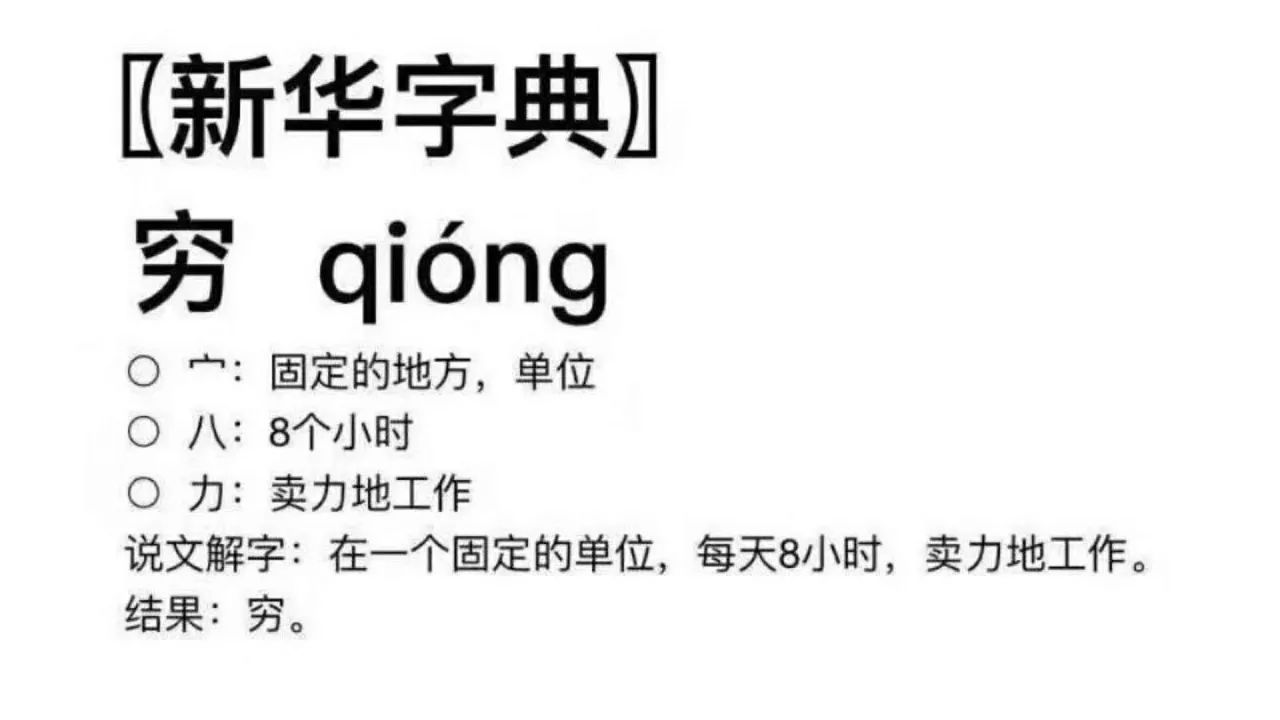 〖新华字典〗
穷 qióng
○ 宀：固定的地方，单位
○ 八：8个小时
○ 力：卖力地工作
说文解字：在一个固定的单位，每天8小时，卖力地工作。
结果：穷。